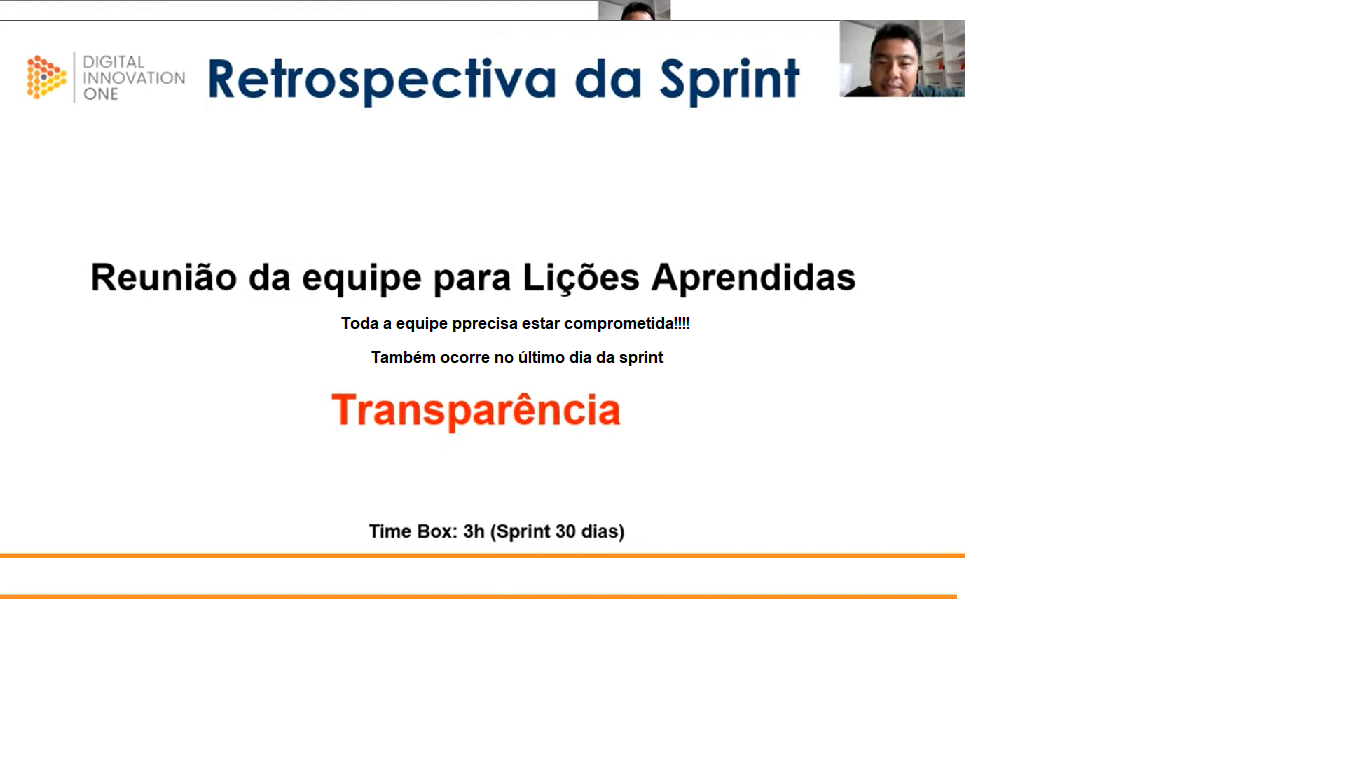 DIGITAL
INNOVATION
ONE
Retrospectiva da Sprint
Reunião da equipe para Lições Aprendidas
Toda a equipe pprecisa estar comprometida!!!!
Também ocorre no último dia da sprint
Transparência
Time Box: 3h (Sprint 30 dias)